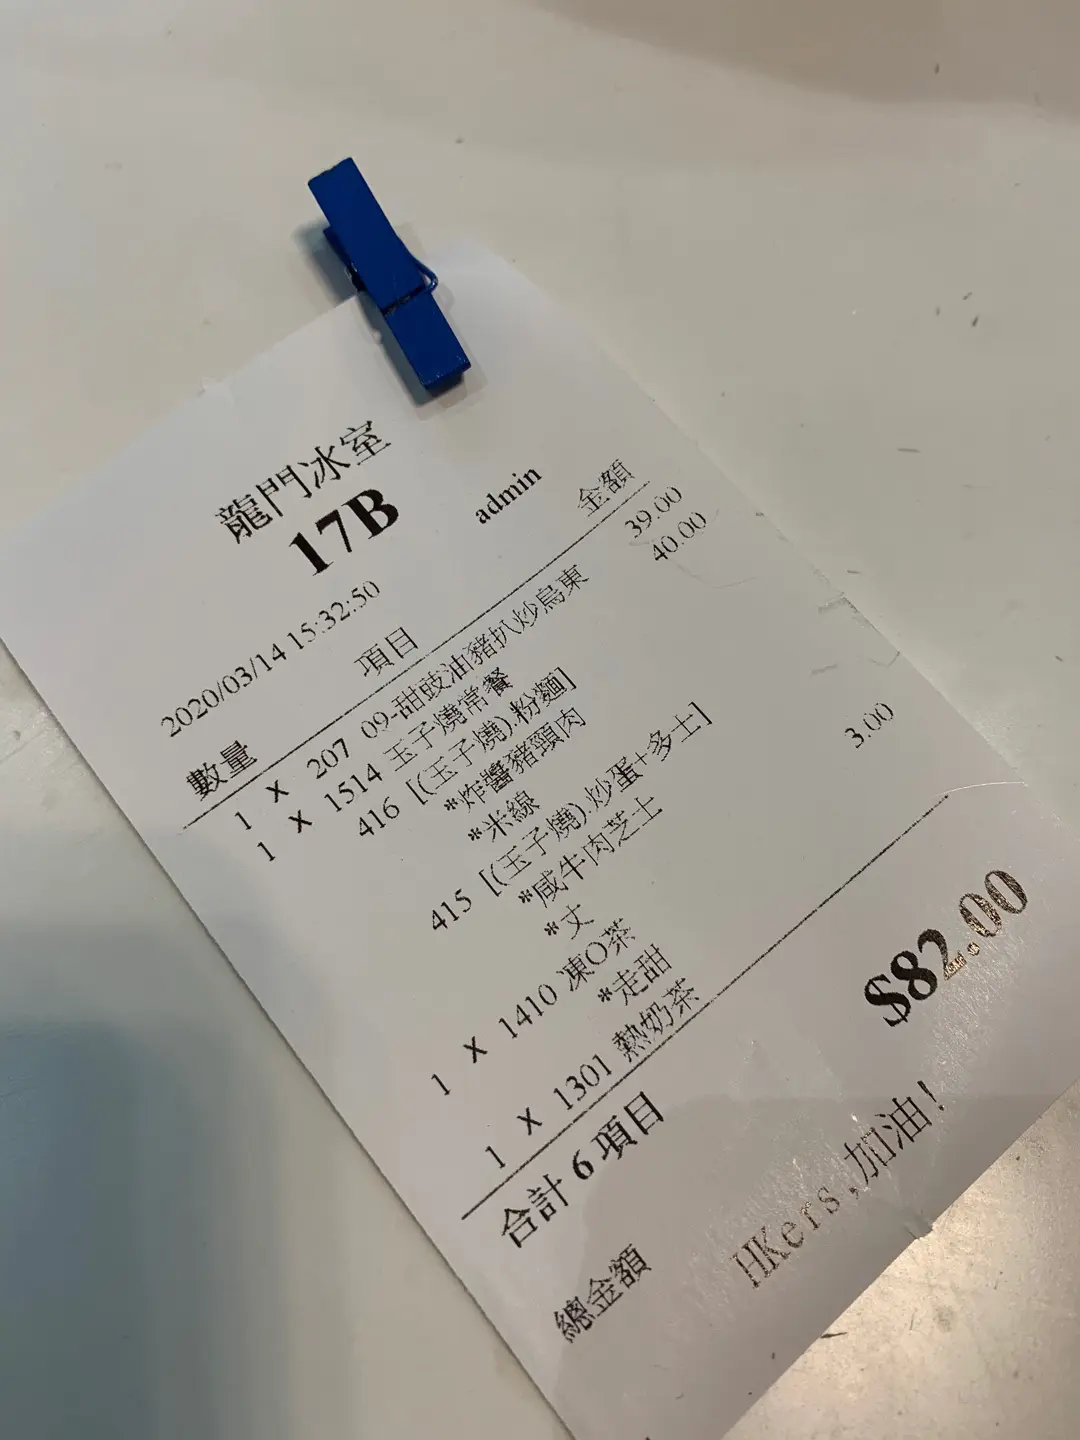 龍門冰室
17B
admin
2020/03/14 15:32:50
數量 項目 金額
1 X 207 09-甜豉油豬扒炒烏東 39.00
1 X 1514 玉子燒常餐 40.00
416 [(玉子燒).粉麵]
*炸醬豬頸肉
*米線
415 [(玉子燒).炒蛋+多士]
*咸牛肉芝士
*丈
1 X 1410 凍O茶 3.00
*走甜
1 X 1301 熱奶茶
合計 6 項目
總金額 $82.00
HKers,加油!